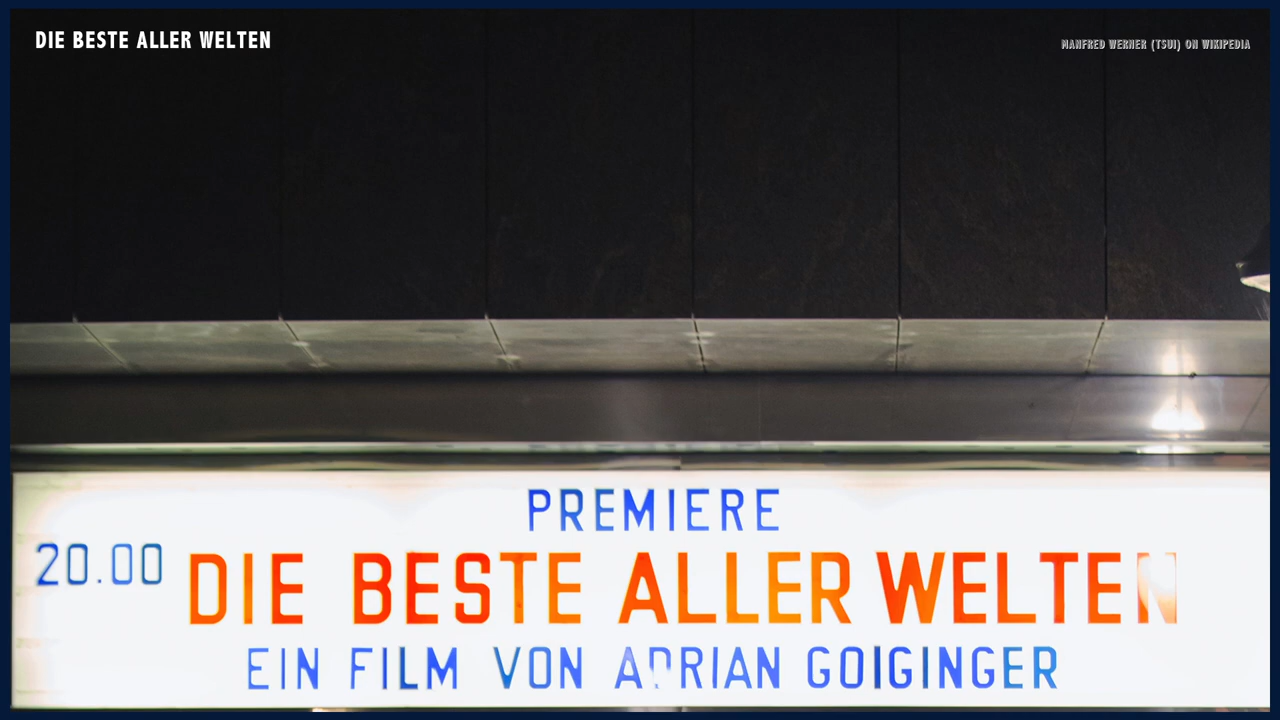 DIE BESTE ALLER WELTEN
MANFRED WERNER (TSUI) ON WIKIPEDIA
PREMIERE
20.00 DIE BESTE ALLER WELTEN
EIN FILM VON ADRIAN GOIGINGER